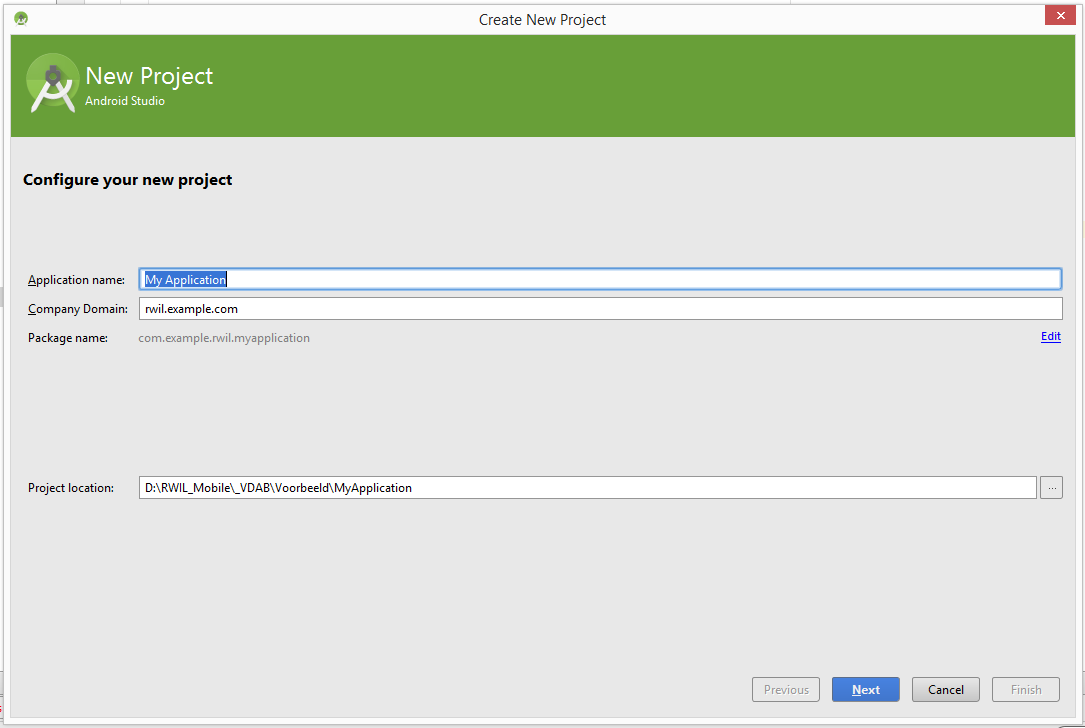 Create New Project
New Project
Android Studio
Configure your new project
Application name: My Application
Company Domain: rwil.example.com
Package name: com.example.rwil.myapplication Edit
Project location: D:\RWIL_Mobile\_VDAB\Voorbeeld\MyApplication ...
Previous Next Cancel Finish